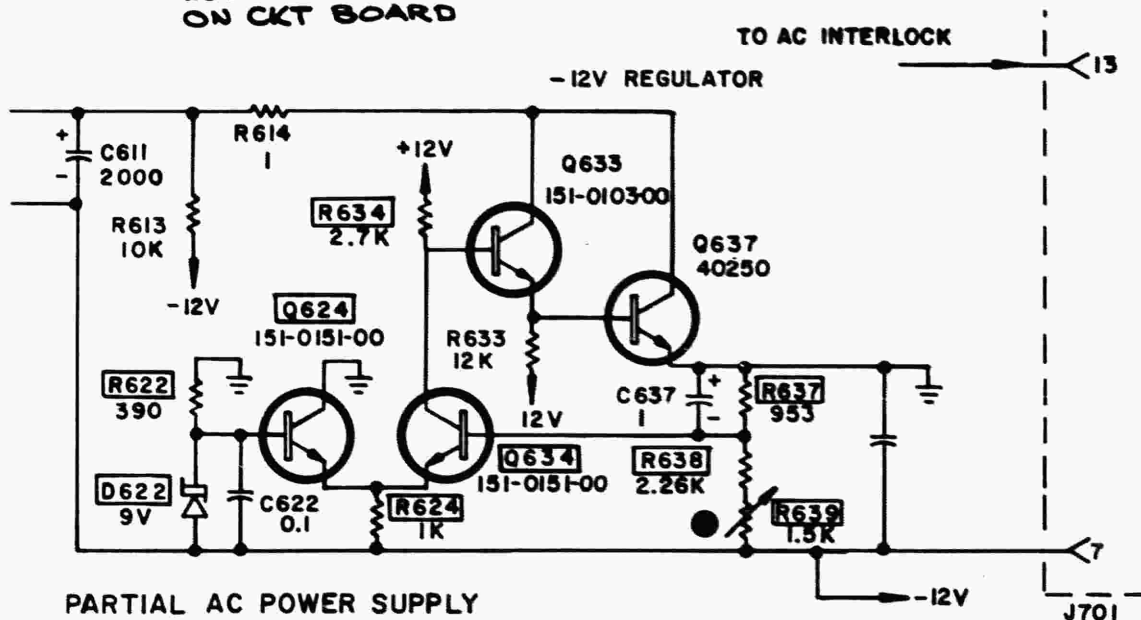 ON CKT BOARD
TO AC INTERLOCK
13
-12V REGULATOR
+
C611
2000
-
R614
1
+12V
Q633
151-0103-00
R613
10K
R634
2.7K
Q637
40250
-12V
Q624
151-0151-00
R633
12K
R622
390
12V
C637
1
+
-
R637
953
Q634
151-0151-00
R638
2.26K
D622
9V
C622
0.1
R624
1K
R639
1.5K
7
-12V
PARTIAL AC POWER SUPPLY
J701